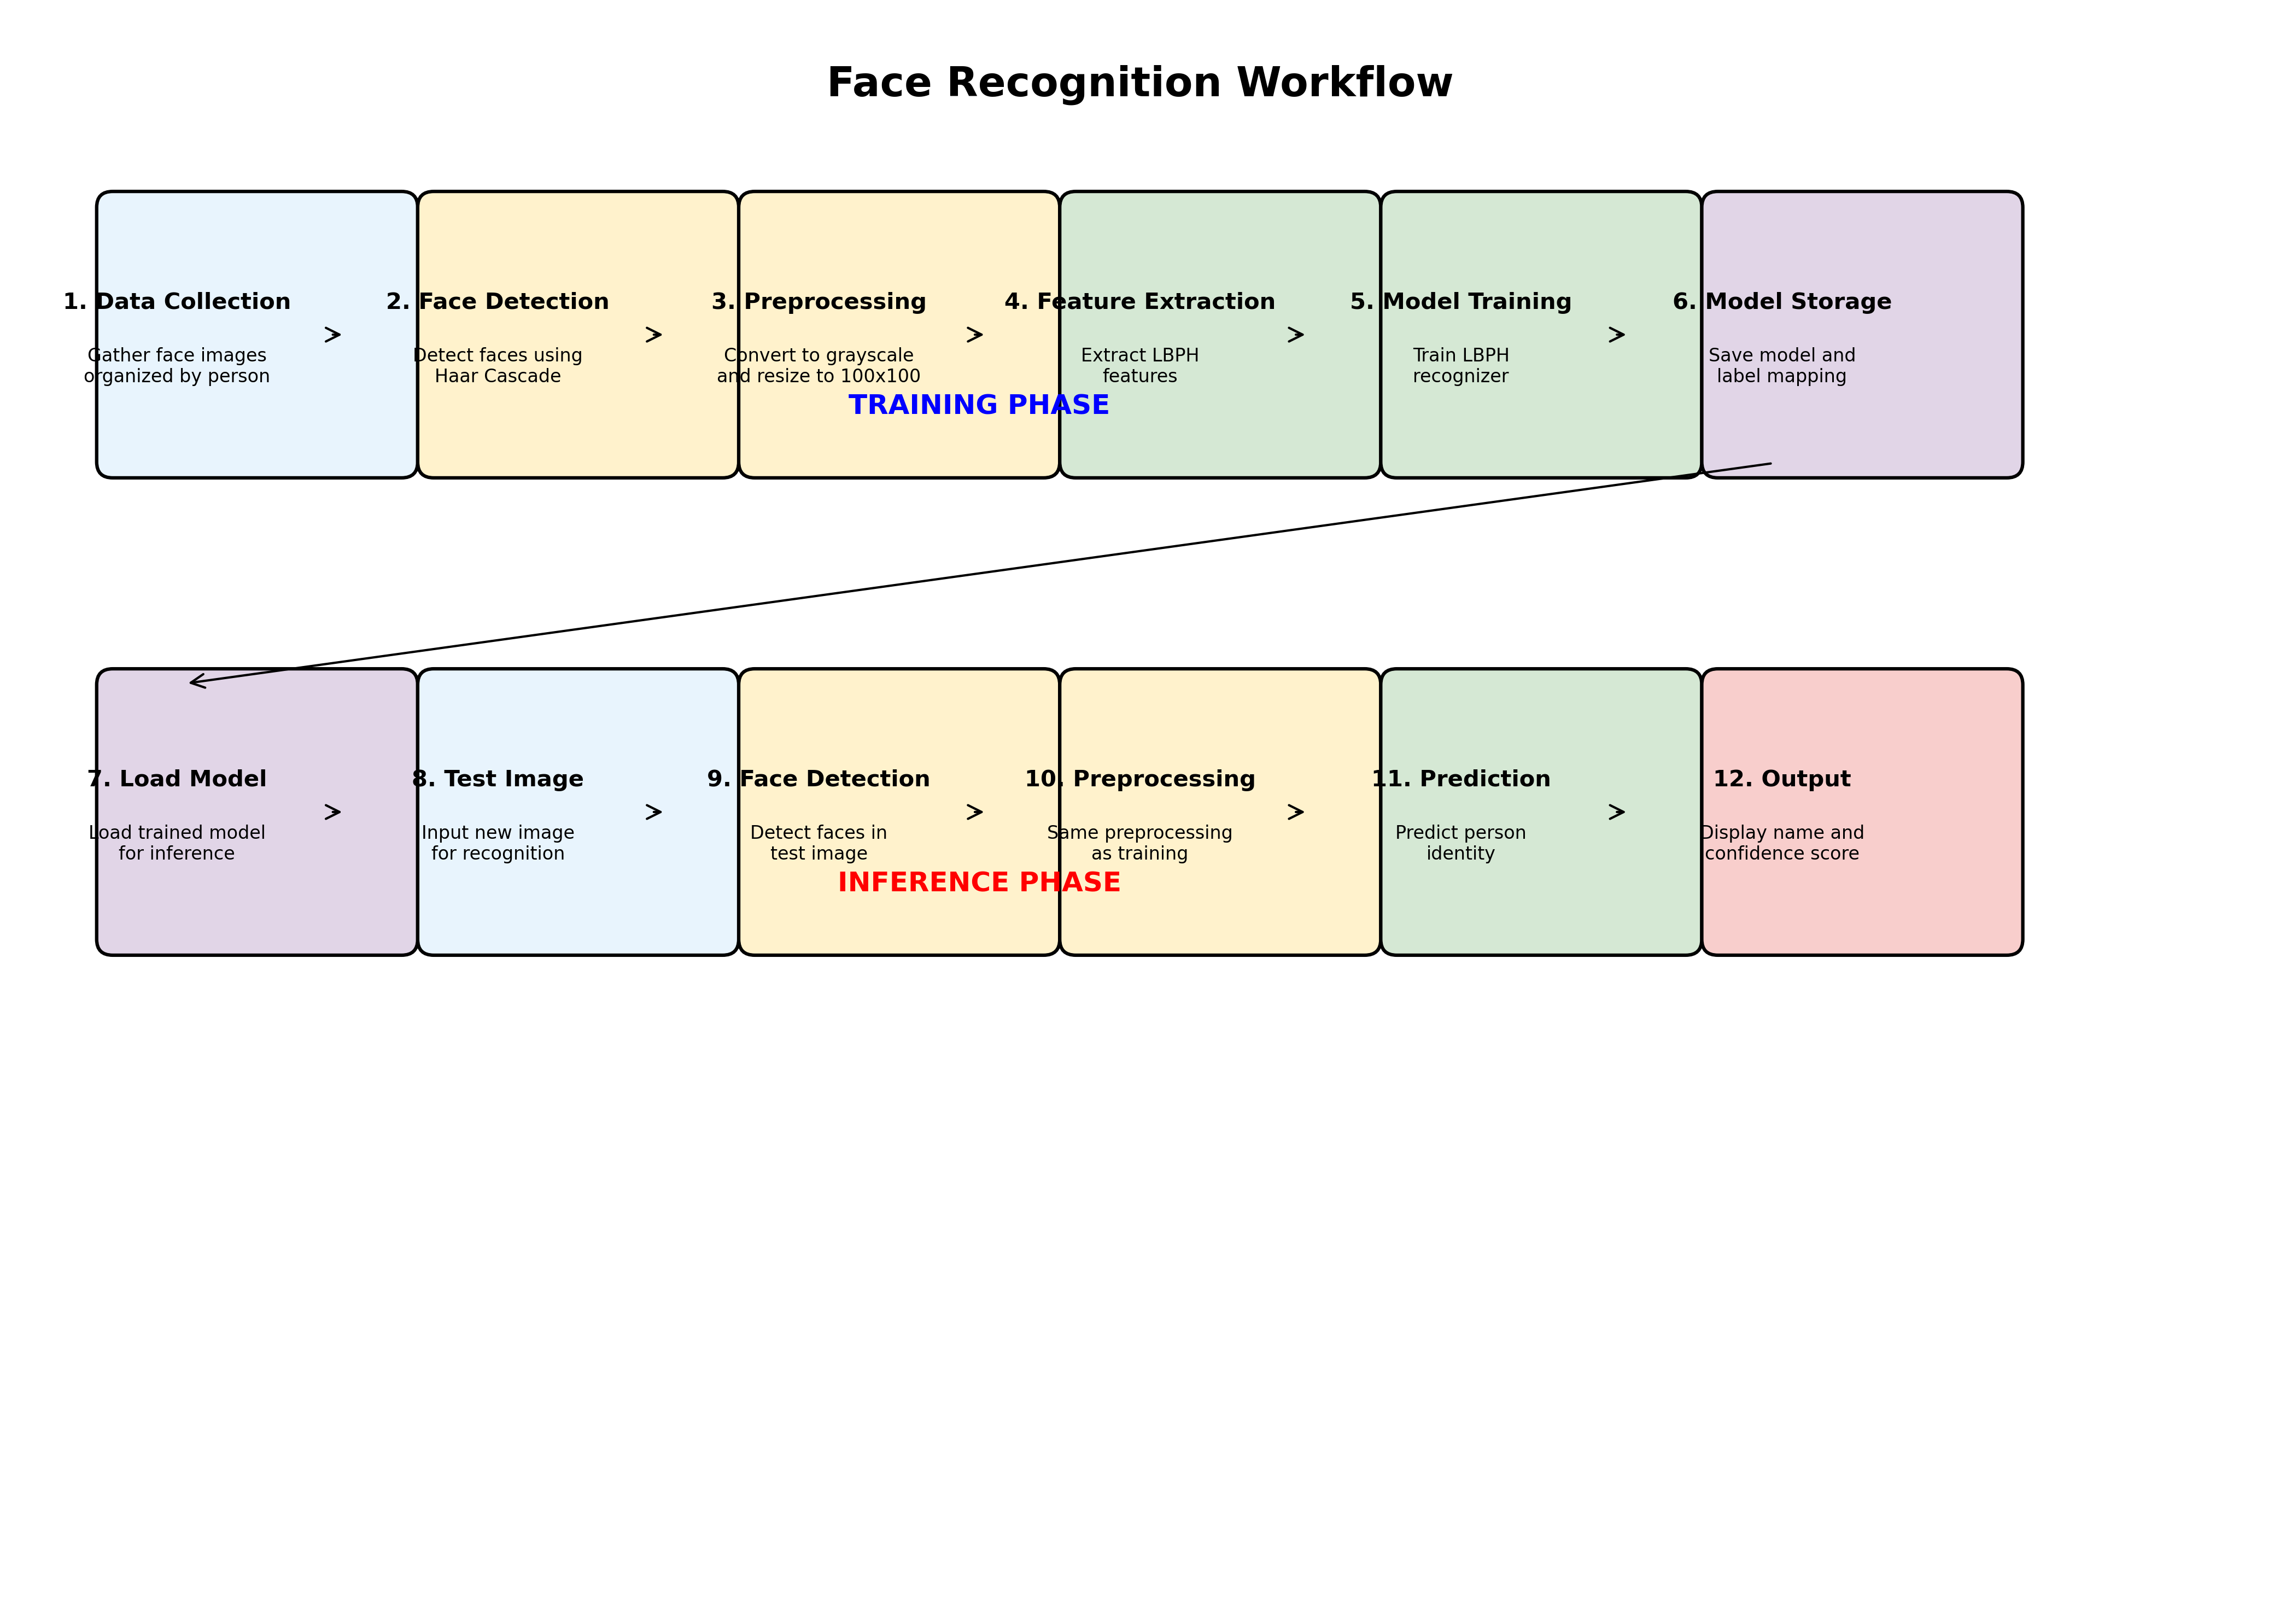 Face Recognition Workflow
1. Data Collection
Gather face images
organized by person
2. Face Detection
Detect faces using
Haar Cascade
3. Preprocessing
Convert to grayscale
and resize to 100x100
4. Feature Extraction
Extract LBPH
features
5. Model Training
Train LBPH
recognizer
6. Model Storage
Save model and
label mapping
TRAINING PHASE
7. Load Model
Load trained model
for inference
8. Test Image
Input new image
for recognition
9. Face Detection
Detect faces in
test image
10. Preprocessing
Same preprocessing
as training
11. Prediction
Predict person
identity
12. Output
Display name and
confidence score
INFERENCE PHASE